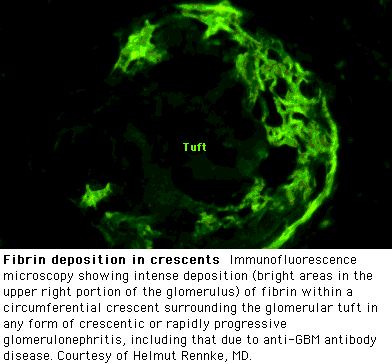 Tuft
Fibrin deposition in crescents Immunofluorescence
microscopy showing intense deposition (bright areas in the
upper right portion of the glomerulus) of fibrin within a
circumferential crescent surrounding the glomerular tuft in
any form of crescentic or rapidly progressive
glomerulonephritis, including that due to anti-GBM antibody
disease. Courtesy of Helmut Rennke, MD.